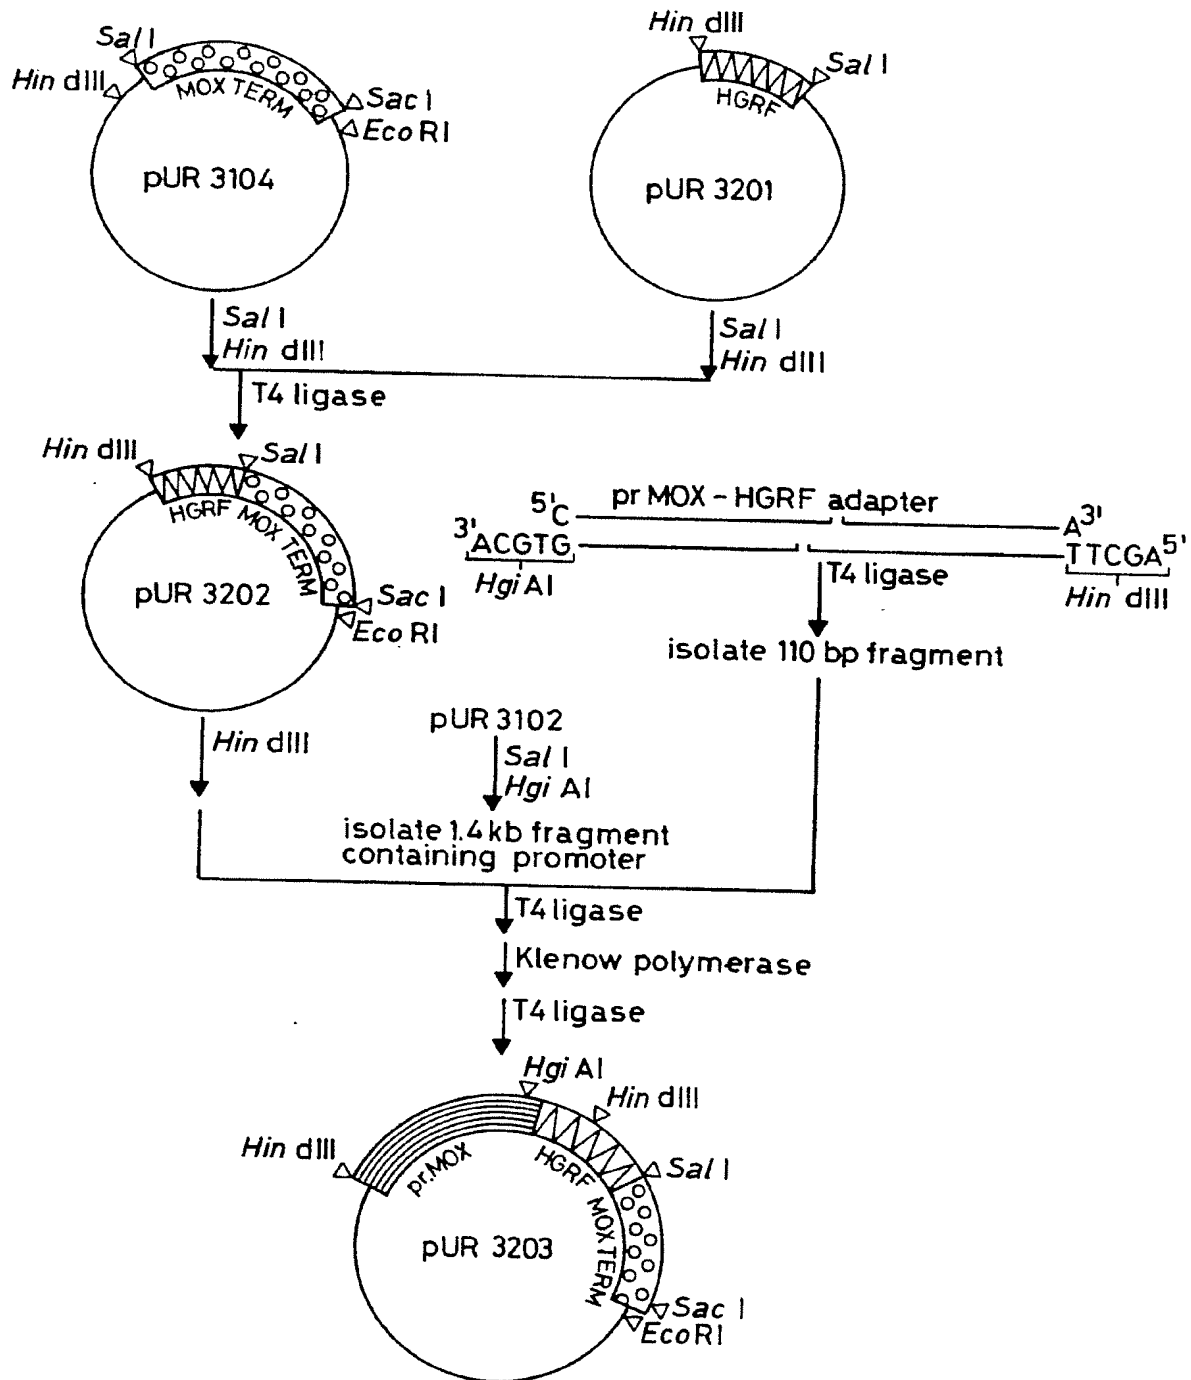 Sal I
Hin dIII
MOX TERM
Sac I
Eco RI
pUR 3104
Hin dIII
Sal I
HGRF
pUR 3201
Sal I
Hin dIII
Sal I
Hin dIII
T4 ligase
Hin dIII
Sal I
HGRF MOX TERM
pUR 3202
Sac I
Eco RI
pr MOX - HGRF adapter
5'C
A3'
3'ACGTG
TTCGA5'
Hgi AI
Hin dIII
T4 ligase
isolate 110 bp fragment
Hin dIII
pUR 3102
Sal I
Hgi AI
isolate 1.4 kb fragment
containing promoter
T4 ligase
Klenow polymerase
T4 ligase
Hgi AI
Hin dIII
Hin dIII
Sal I
pr.MOX
HGRF MOX TERM
pUR 3203
Sac I
Eco RI